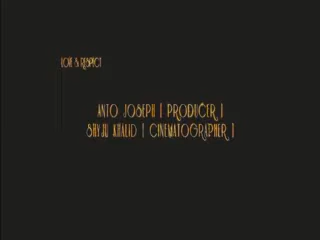 LOVE & RESPECT
ANTO JOSEPH | PRODUCER |
SHYJU KHALID | CINEMATOGRAPHER |